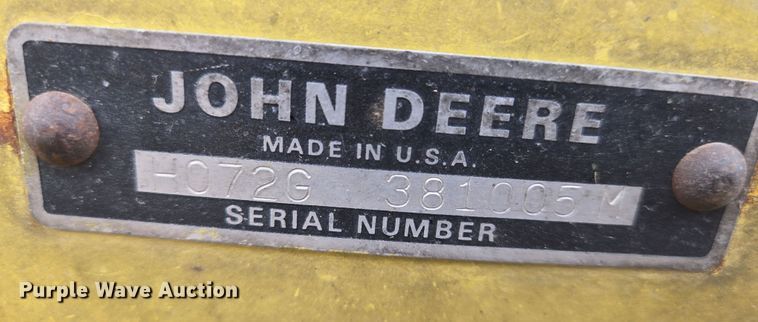 JOHN DEERE
MADE IN U.S.A.
H072G 381005M
SERIAL NUMBER
Purple Wave Auction